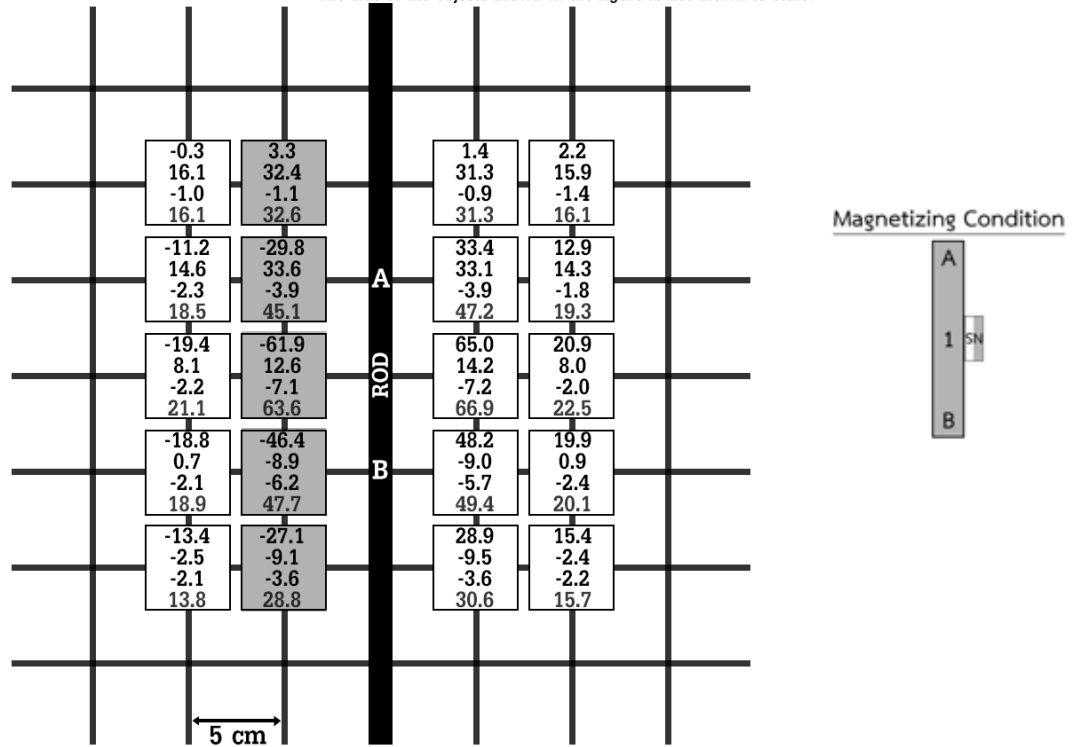 -0.3 3.3 1.4 2.2
16.1 32.4 31.3 15.9
-1.0 -1.1 -0.9 -1.4
16.1 32.6 31.3 16.1
Magnetizing Condition
-11.2 -29.8 33.4 12.9
14.6 33.6 A 33.1 14.3
-2.3 -3.9 -3.9 -1.8
18.5 45.1 47.2 19.3
A
-19.4 -61.9 65.0 20.9
8.1 12.6 ROD 14.2 8.0
-2.2 -7.1 -7.2 -2.0
21.1 63.6 66.9 22.5
1 SN
-18.8 -46.4 48.2 19.9
0.7 -8.9 B -9.0 0.9
-2.1 -6.2 -5.7 -2.4
18.9 47.7 49.4 20.1
B
-13.4 -27.1 28.9 15.4
-2.5 -9.1 -9.5 -2.4
-2.1 -3.6 -3.6 -2.2
13.8 28.8 30.6 15.7
5 cm